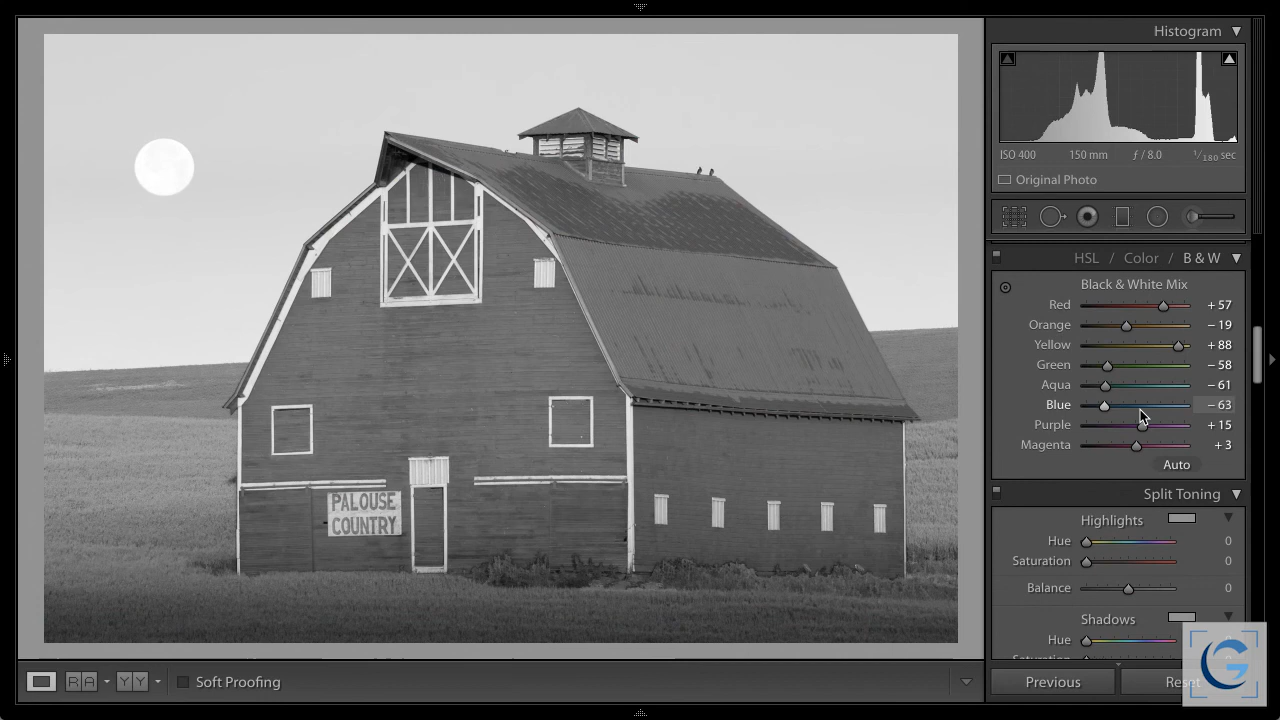 Histogram
ISO 400 150 mm ƒ / 8.0 1/180 sec
Original Photo
HSL / Color / B & W
Black & White Mix
Red + 57
Orange – 19
Yellow + 88
Green – 58
Aqua – 61
Blue – 63
Purple + 15
Magenta + 3
Auto
Split Toning
Highlights
Hue 0
Saturation 0
Balance 0
Shadows
Hue
PALOUSE
COUNTRY
R A Y Y Soft Proofing
Previous